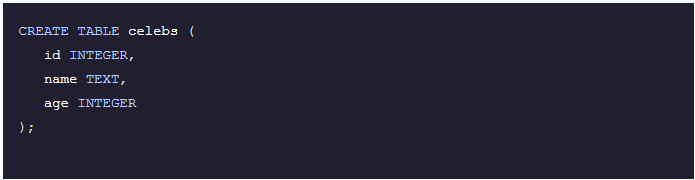 CREATE TABLE celebs (
   id INTEGER,
   name TEXT,
   age INTEGER
);